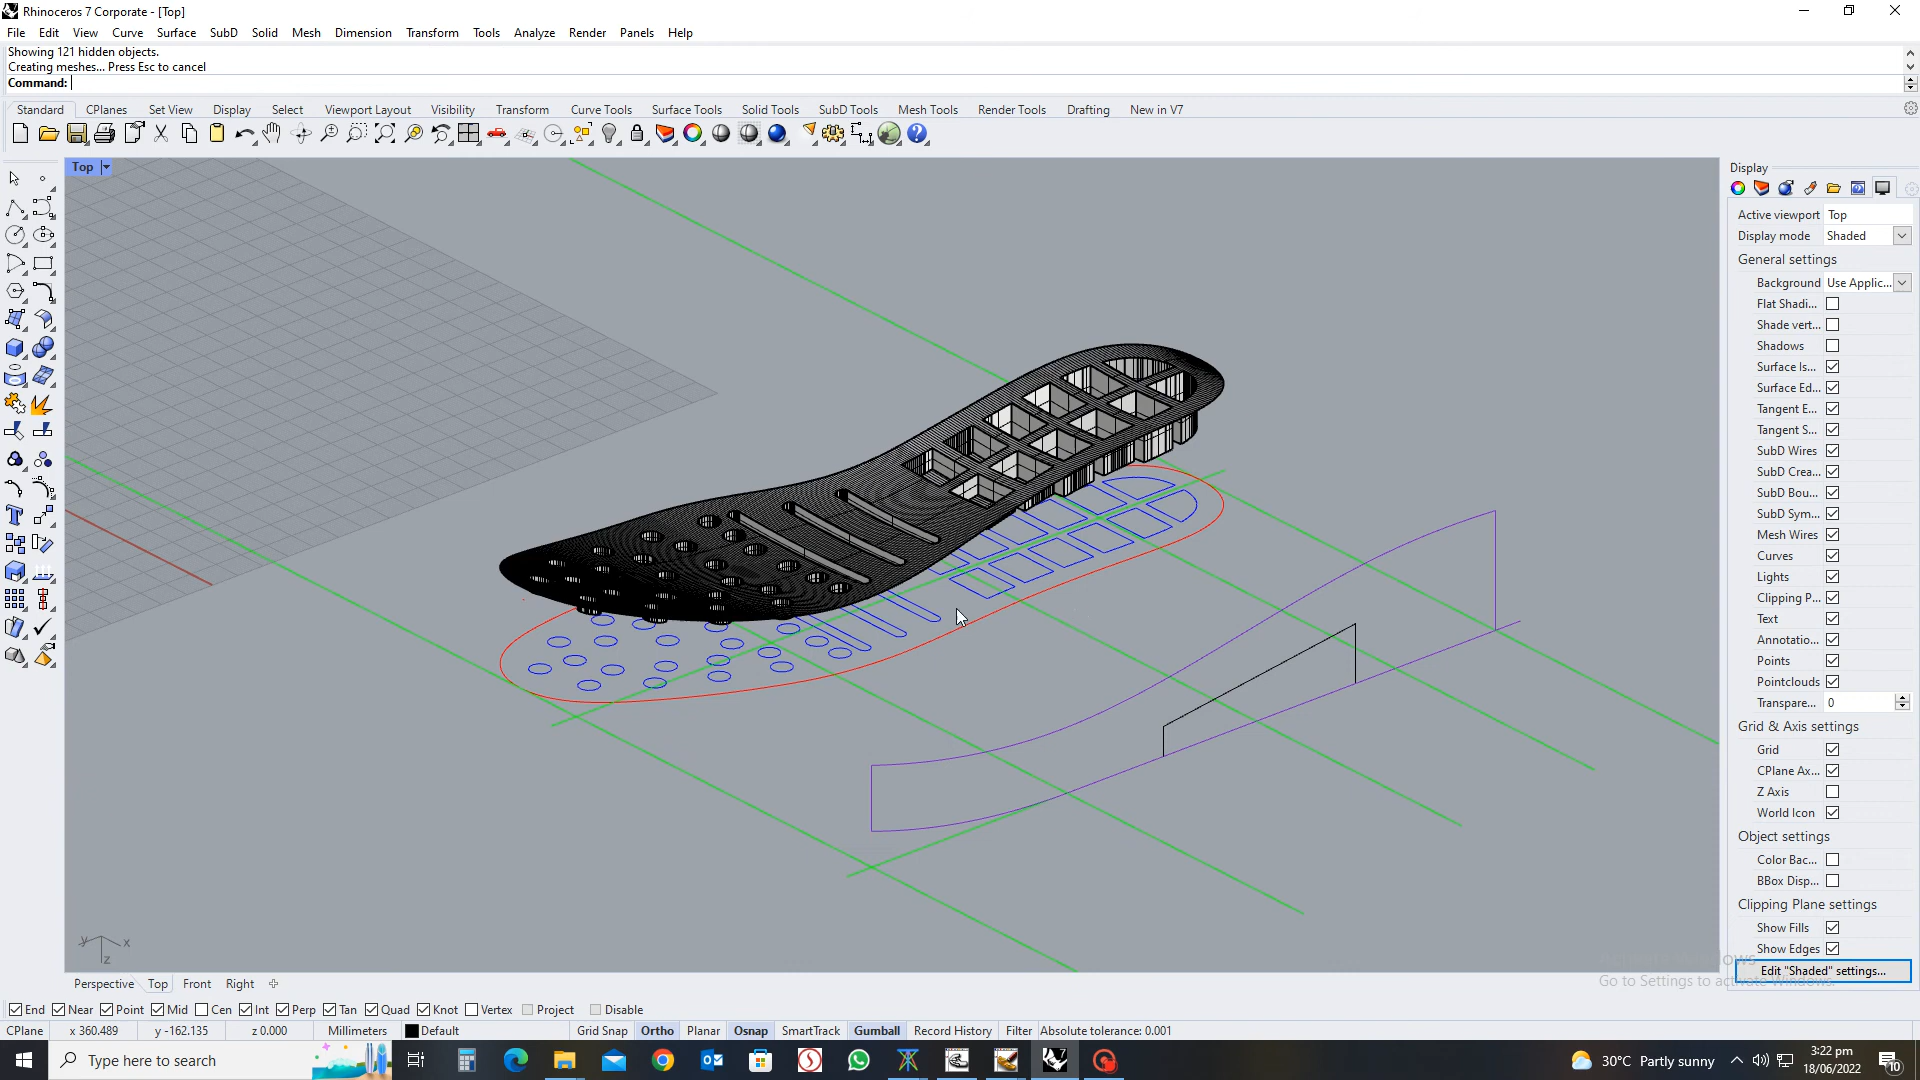 Rhinoceros 7 Corporate - [Top]
File Edit View Curve Surface SubD Solid Mesh Dimension Transform Tools Analyze Render Panels Help
Showing 121 hidden objects.
Creating meshes... Press Esc to cancel
Command:
Standard CPlanes Set View Display Select Viewport Layout Visibility Transform Curve Tools Surface Tools Solid Tools SubD Tools Mesh Tools Render Tools Drafting New in V7
Top
Display
Active viewport Top
Display mode Shaded
General settings
Background Use Applic...
Flat Shadi...
Shade vert...
Shadows
Surface Is...
Surface Ed...
Tangent E...
Tangent S...
SubD Wires
SubD Crea...
SubD Bou...
SubD Sym...
Mesh Wires
Curves
Lights
Clipping P...
Text
Annotatio...
Points
Pointclouds
Transpare... 0
Grid & Axis settings
Grid
CPlane Ax...
Z Axis
World Icon
Object settings
Color Bac...
BBox Disp...
Clipping Plane settings
Show Fills
Show Edges
Edit "Shaded" settings...
Go to Settings to activate Windows.
y x
z
Perspective Top Front Right
End Near Point Mid Cen Int Perp Tan Quad Knot Vertex Project Disable
CPlane x 360.489 y -162.135 z 0.000 Millimeters Default Grid Snap Ortho Planar Osnap SmartTrack Gumball Record History Filter Absolute tolerance: 0.001
Type here to search
30°C Partly sunny
3:22 pm
18/06/2022
10